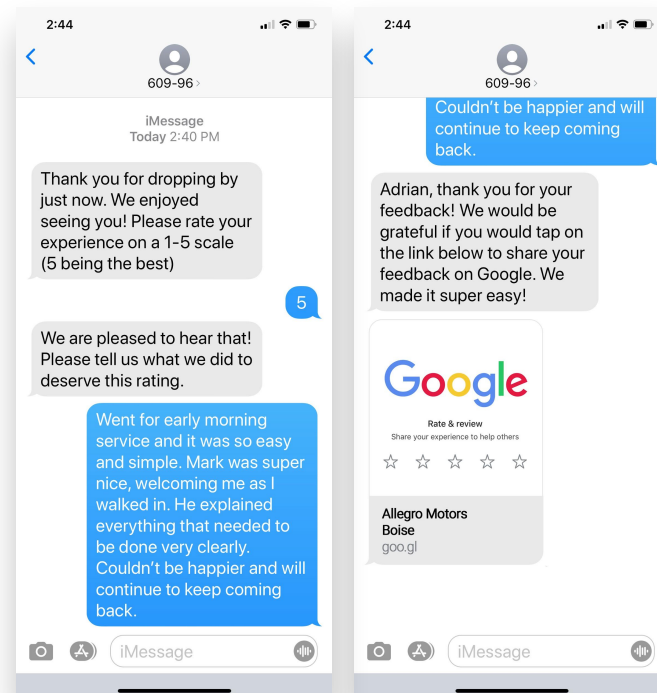 2:44
609-96
iMessage
Today 2:40 PM
Thank you for dropping by
just now. We enjoyed
seeing you! Please rate your
experience on a 1-5 scale
(5 being the best)
5
We are pleased to hear that!
Please tell us what we did to
deserve this rating.
Went for early morning
service and it was so easy
and simple. Mark was super
nice, welcoming me as I
walked in. He explained
everything that needed to
be done very clearly.
Couldn't be happier and will
continue to keep coming
back.
iMessage
2:44
609-96
Couldn't be happier and will
continue to keep coming
back.
Adrian, thank you for your
feedback! We would be
grateful if you would tap on
the link below to share your
feedback on Google. We
made it super easy!
Google
Rate & review
Share your experience to help others
Allegro Motors
Boise
goo.gl
iMessage